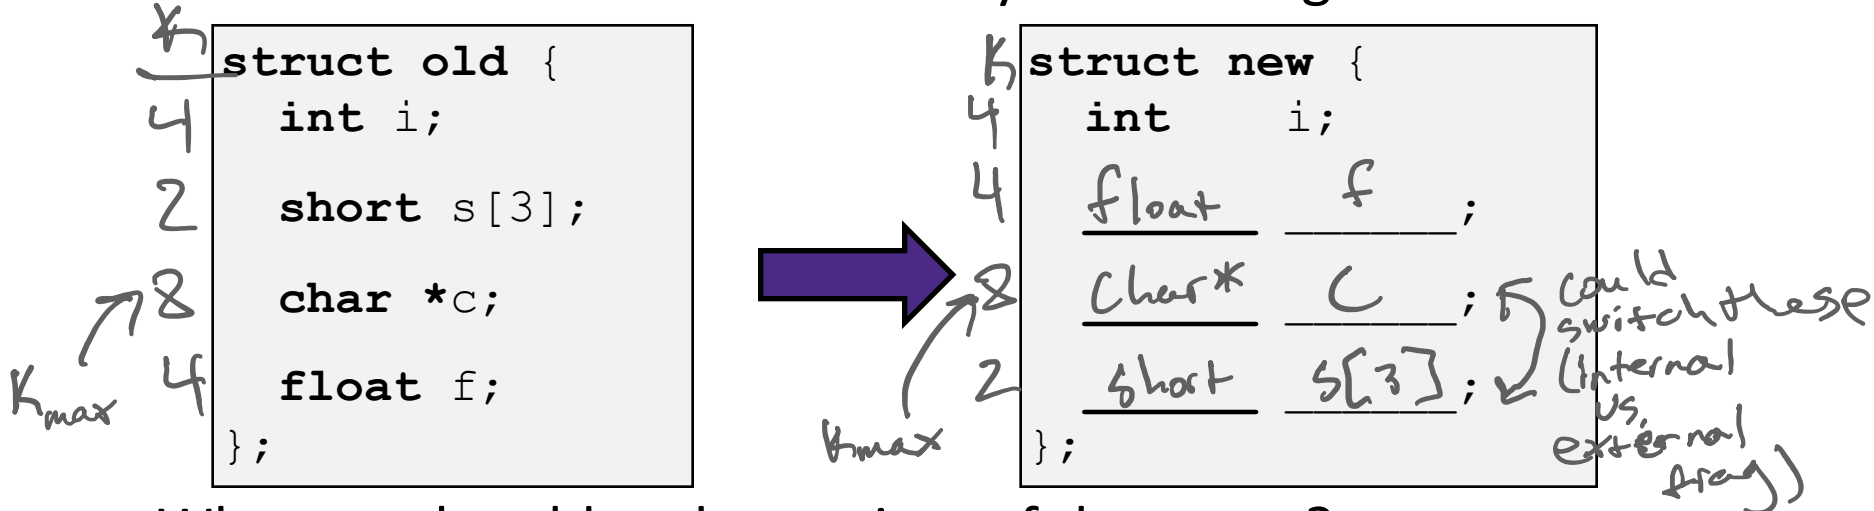 K
struct old {
4 int i;
2 short s[3];
8 char *c;
Kmax
4 float f;
};
K
struct new {
4 int i;
4 float f ;
8 char* c ;
2 short s[3] ;
Kmax
};
could
switch these
(internal
vs.
external
frag)